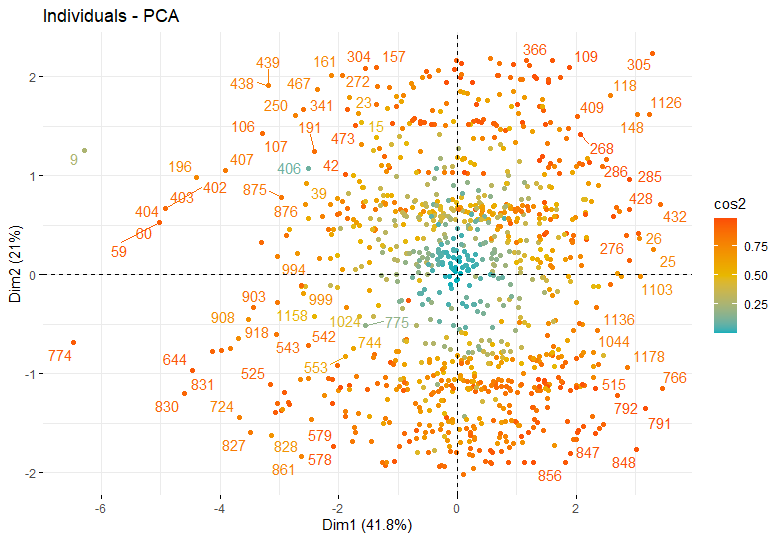 Individuals - PCA
439 161 304 157 366 109 305
438 467 272 118
250 341 23 409 1126
106 191 15 148
107 473 268
9 196 407 406 42 286 285
402 875 39 428
404 403 876 432
60 276 26
59 25
994 1103
903 999
908 1158 1024 775 1136
918 543 542 744 1044
774 644 553 1178
831 525 515 766
830 724 792
579 791
827 828 578 847
861 856 848
2
1
0
-1
-2
-6 -4 -2 0 2
Dim1 (41.8%)
Dim2 (21%)
cos2
0.75
0.50
0.25